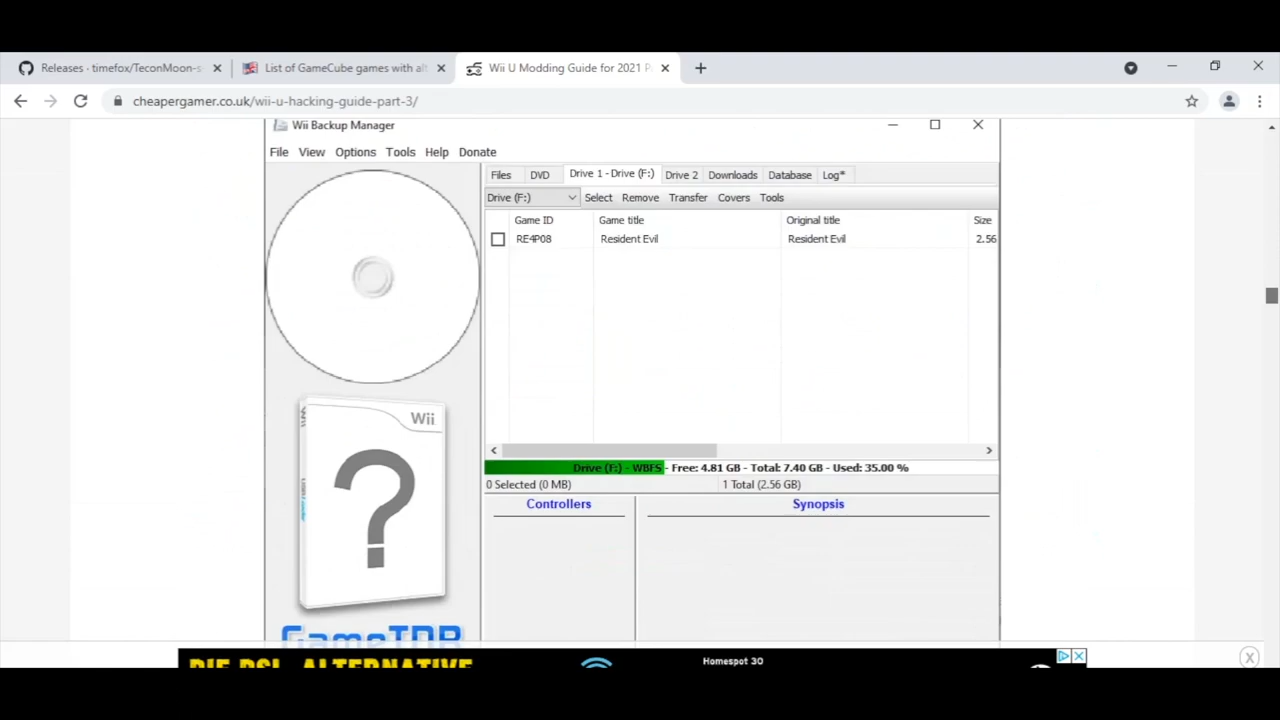 Releases · timefox/TeconMoon-s
List of GameCube games with alt
Wii U Modding Guide for 2021 P
cheapergamer.co.uk/wii-u-hacking-guide-part-3/
Wii Backup Manager
File View Options Tools Help Donate
Files DVD Drive 1 - Drive (F:) Drive 2 Downloads Database Log*
Drive (F:) Select Remove Transfer Covers Tools
Game ID Game title Original title Size
RE4P08 Resident Evil Resident Evil 2.56
Wii
Drive (F:) - WBFS - Free: 4.81 GB - Total: 7.40 GB - Used: 35.00 %
0 Selected (0 MB) 1 Total (2.56 GB)
Controllers Synopsis
GameTDB
DIE DSL-ALTERNATIVE
Homespot 30